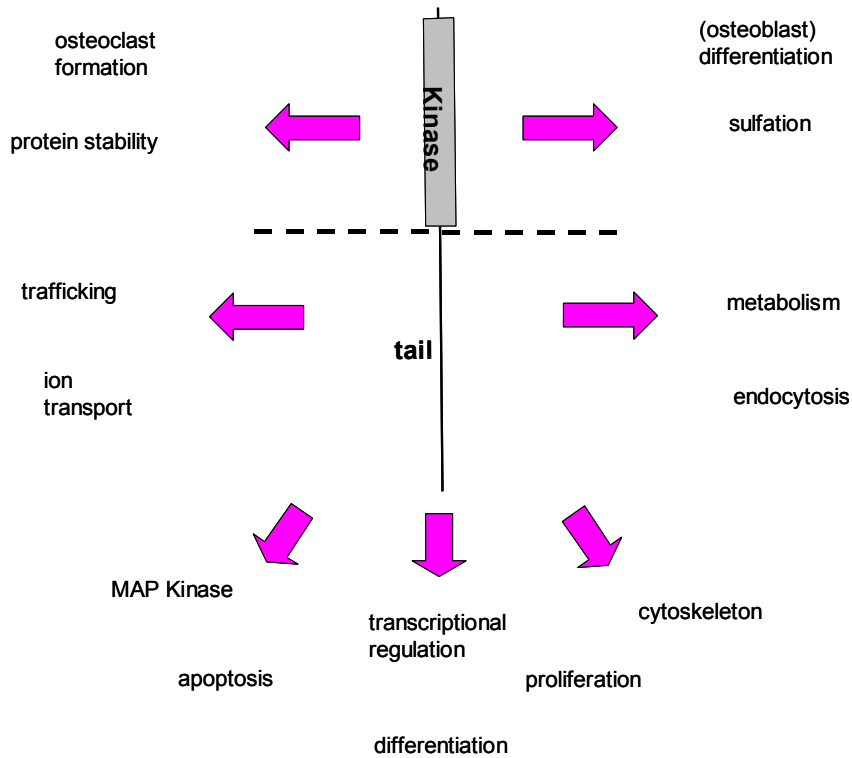 osteoclast
formation
(osteoblast)
differentiation
Kinase
protein stability
sulfation
trafficking
metabolism
tail
ion
transport
endocytosis
MAP Kinase
transcriptional
regulation
cytoskeleton
apoptosis
proliferation
differentiation